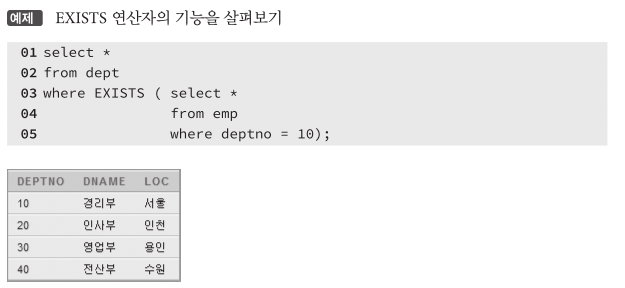 예제 EXISTS 연산자의 기능을 살펴보기
01 select *
02 from dept
03 where EXISTS ( select *
04 from emp
05 where deptno = 10);
DEPTNO DNAME LOC
10 경리부 서울
20 인사부 인천
30 영업부 용인
40 전산부 수원